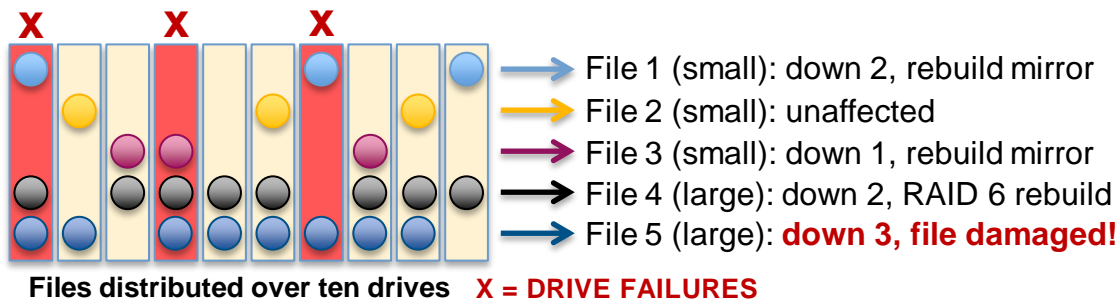 X X X
File 1 (small): down 2, rebuild mirror
File 2 (small): unaffected
File 3 (small): down 1, rebuild mirror
File 4 (large): down 2, RAID 6 rebuild
File 5 (large): down 3, file damaged!
Files distributed over ten drives X = DRIVE FAILURES